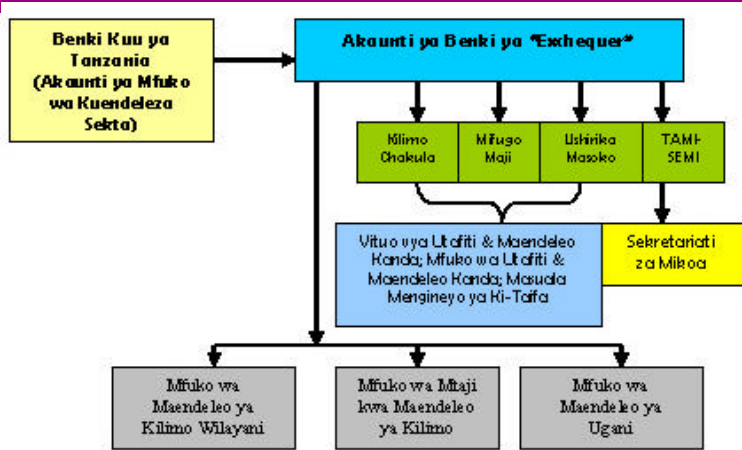 Benki Kuu ya
Tanzania
(Akaunti ya Mfuko
wa Kuendeleza
Sekta)
Akaunti ya Benki ya "Exchequer"
Kilimo
Chakula
Mifugo
Maji
Ushirika
Masoko
TAMI-
SEMI
Vituo vya Utafiti & Maendeleo
Kanda; Mfuko wa Utafiti &
Maendeleo Kanda; Masuala
Mengineyo ya Ki-Taifa
Sekretariati
za Mikoa
Mfuko wa
Maendeleo ya
Kilimo Wilayani
Mfuko wa Mtaji
kwa Maendeleo
ya Kilimo
Mfuko wa
Maendeleo ya
Ugani